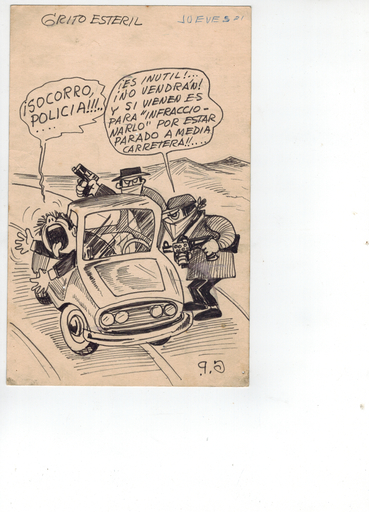 GRITO ESTERIL
JUEVES 21
¡SOCORRO,
POLICIA!!!..
.....
¡ES INUTIL!...
¡NO VENDRÁN!
Y SI VIENEN ES
PARA "INFRACCIO-
NARLO" POR ESTAR
PARADO A MEDIA
CARRETERA!!....